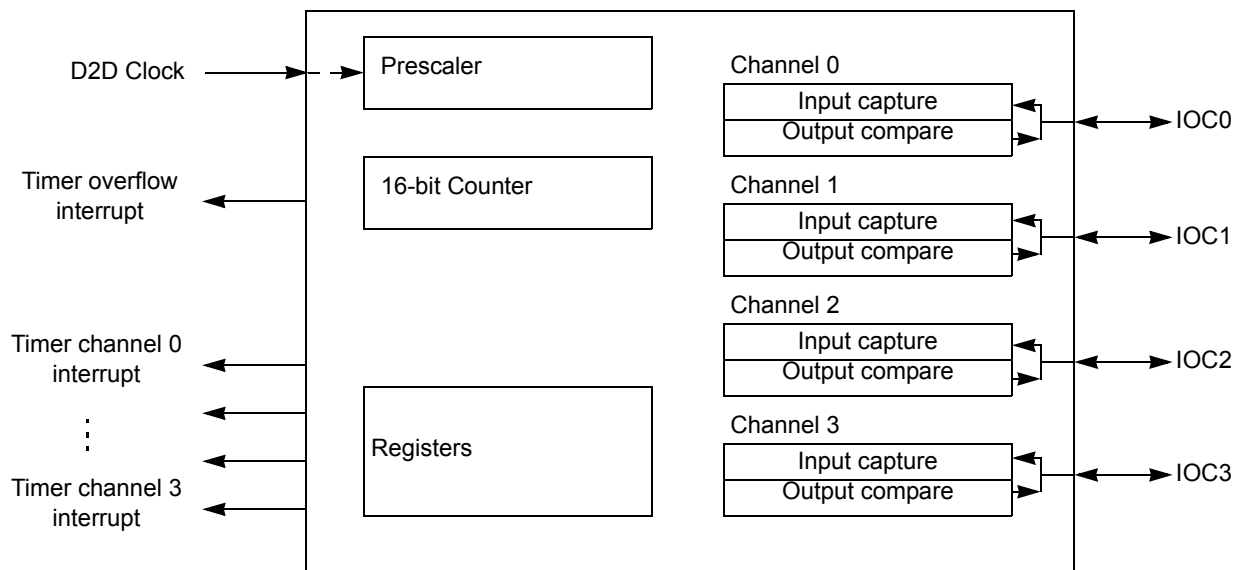 D2D Clock
Prescaler
Channel 0
Input capture
Output compare
IOC0
Timer overflow
interrupt
16-bit Counter
Channel 1
Input capture
Output compare
IOC1
Timer channel 0
interrupt
Channel 2
Input capture
Output compare
IOC2
Registers
Channel 3
Input capture
Output compare
IOC3
Timer channel 3
interrupt